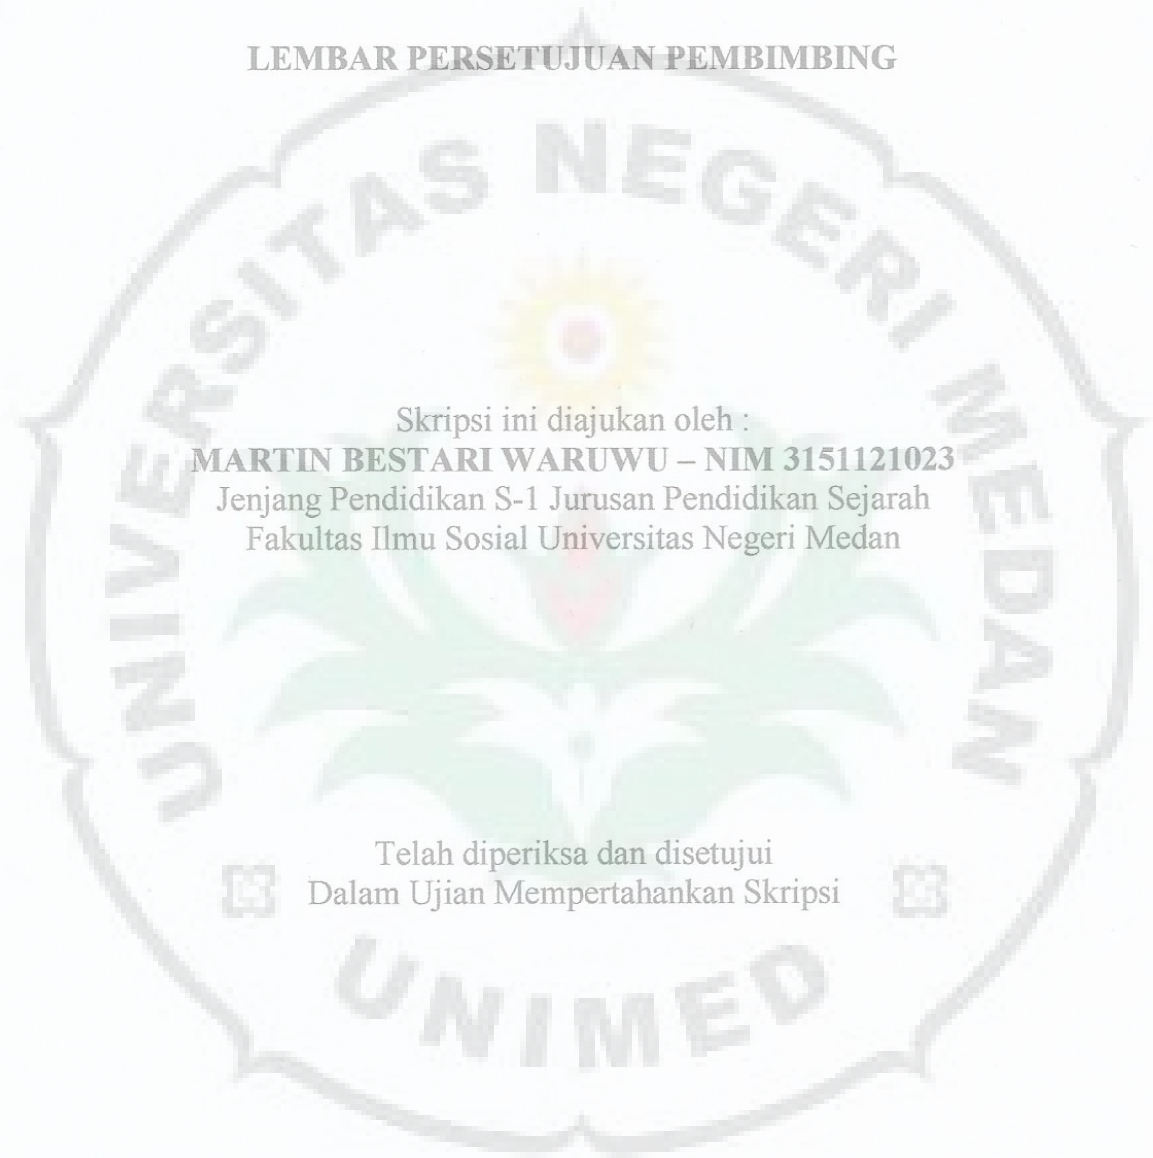 LEMBAR PERSETUJUAN PEMBIMBING
UNIVERSITAS NEGERI MEDAN
Skripsi ini diajukan oleh :
MARTIN BESTARI WARUWU – NIM 3151121023
Jenjang Pendidikan S-1 Jurusan Pendidikan Sejarah
Fakultas Ilmu Sosial Universitas Negeri Medan
Telah diperiksa dan disetujui
Dalam Ujian Mempertahankan Skripsi
UNIMED